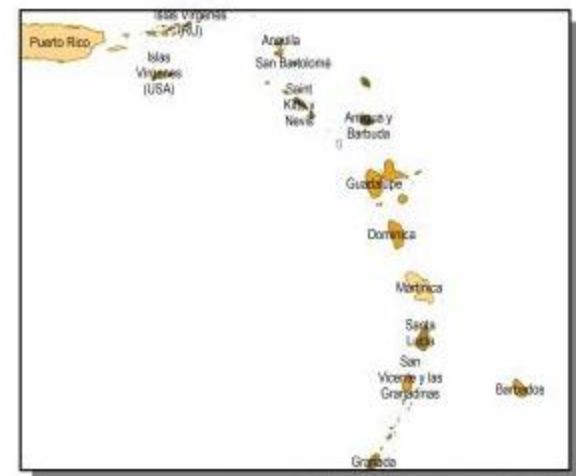 Islas Vírgenes
(RU)
Puerto Rico
Islas
Vírgenes
(USA)
Anguila
San Bartolomé
Saint
Kitts y
Nevis
Antigua y
Barbuda
Guadalupe
Dominica
Martinica
Santa
Lucía
San
Vicente y las
Granadinas
Barbados
Granada